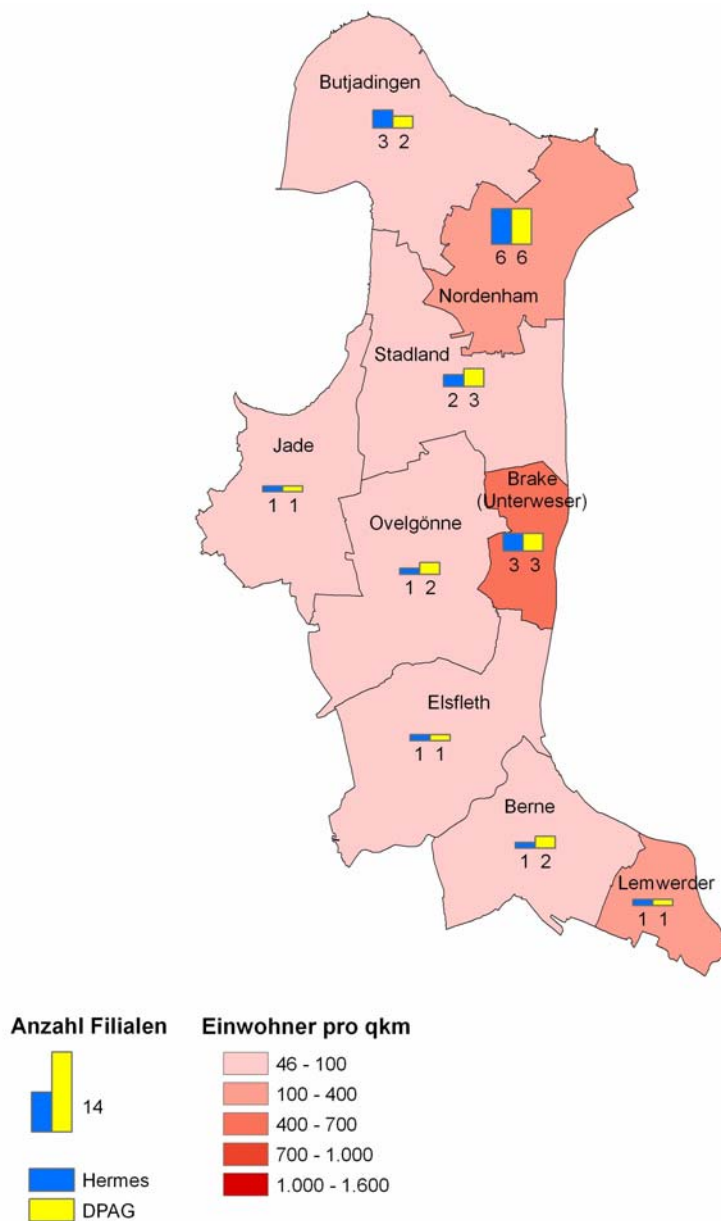 Butjadingen
3 2
6 6
Nordenham
Stadland
2 3
Jade
1 1
Brake
(Unterweser)
3 3
Ovelgönne
1 2
Elsfleth
1 1
Berne
1 2
Lemwerder
1 1
Anzahl Filialen
14
Hermes
DPAG
Einwohner pro qkm
46 - 100
100 - 400
400 - 700
700 - 1.000
1.000 - 1.600